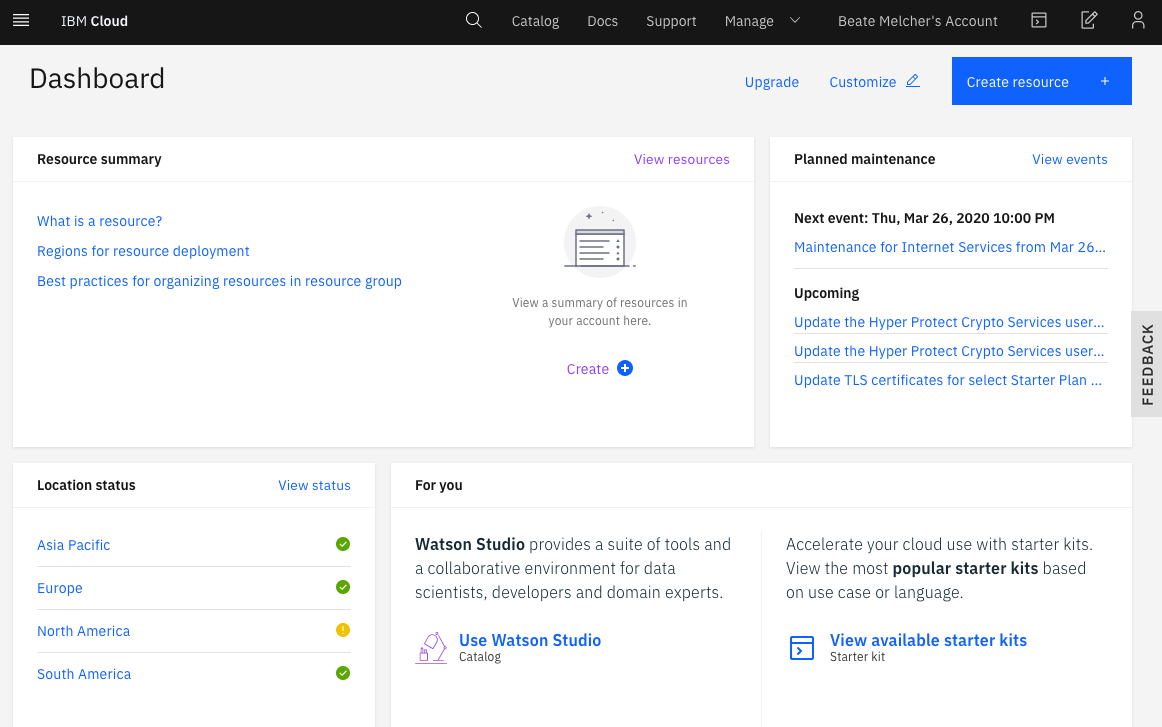 IBM Cloud
Catalog
Docs
Support
Manage
Beate Melcher's Account
Dashboard
Upgrade
Customize
Create resource +
Resource summary
View resources
What is a resource?
Regions for resource deployment
Best practices for organizing resources in resource group
View a summary of resources in
your account here.
Create
Planned maintenance
View events
Next event: Thu, Mar 26, 2020 10:00 PM
Maintenance for Internet Services from Mar 26...
Upcoming
Update the Hyper Protect Crypto Services user...
Update the Hyper Protect Crypto Services user...
Update TLS certificates for select Starter Plan ...
FEEDBACK
Location status
View status
Asia Pacific
Europe
North America
South America
For you
Watson Studio provides a suite of tools and
a collaborative environment for data
scientists, developers and domain experts.
Use Watson Studio
Catalog
Accelerate your cloud use with starter kits.
View the most popular starter kits based
on use case or language.
View available starter kits
Starter kit